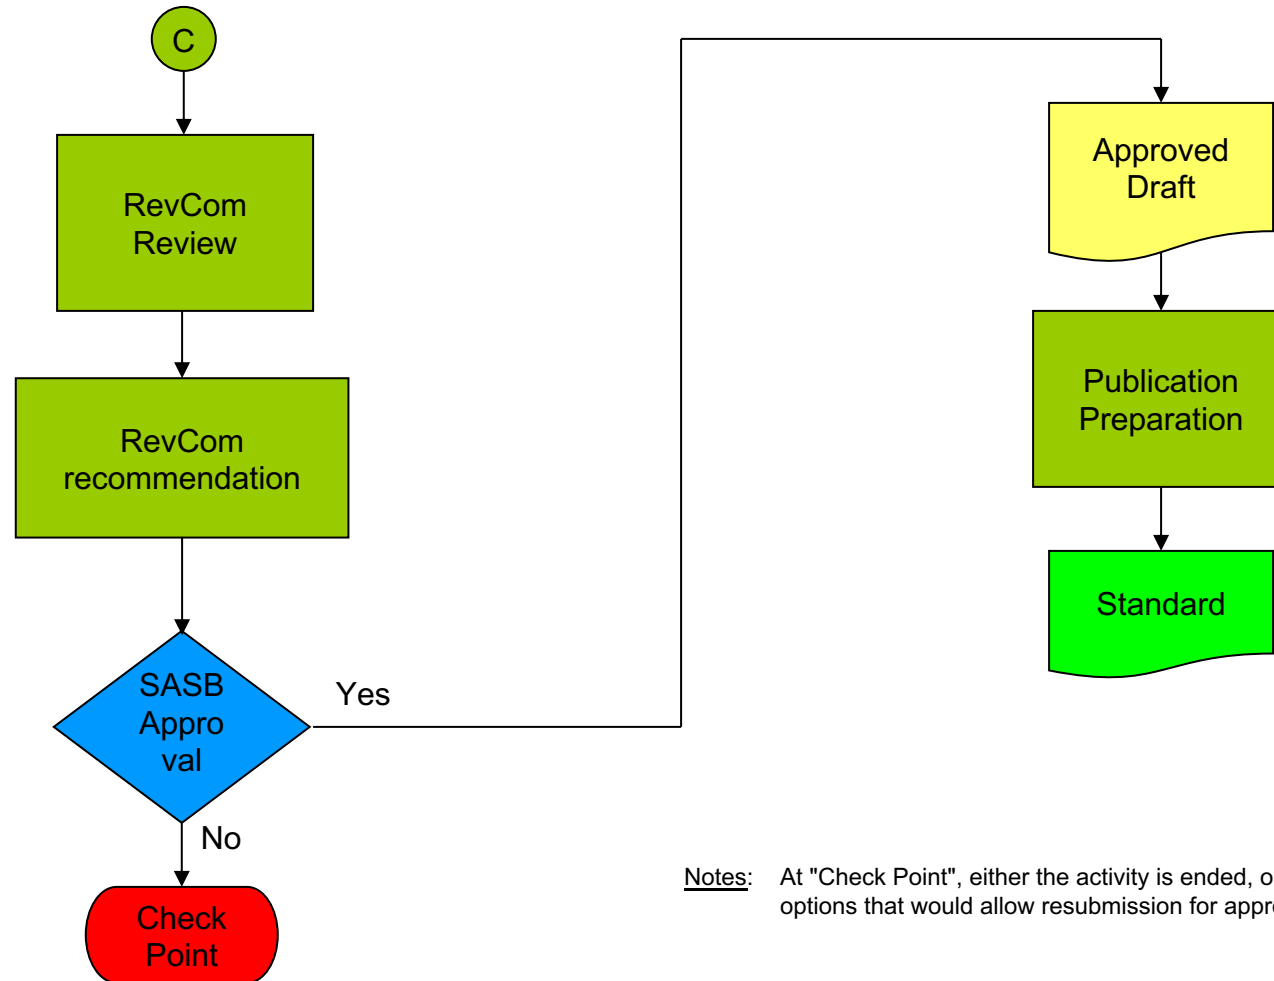 C
RevCom
Review
RevCom
recommendation
SASB
Appro
val
Yes
No
Check
Point
Approved
Draft
Publication
Preparation
Standard
Notes: At "Check Point", either the activity is ended, o
options that would allow resubmission for appr